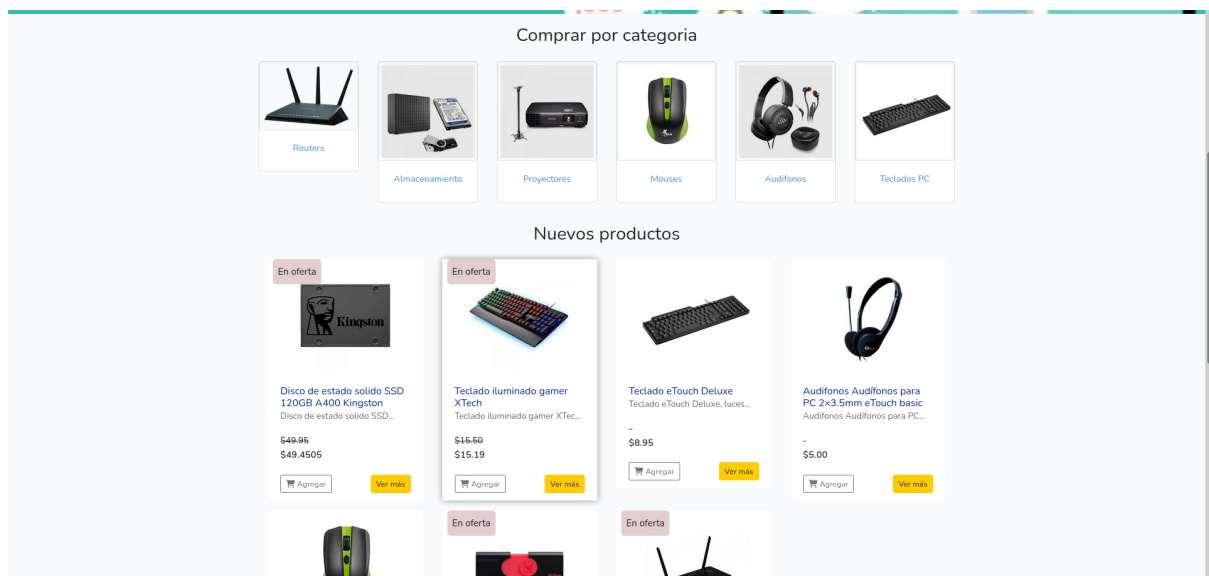 Comprar por categoria
Routers
Almacenamiento
Proyectores
Mouses
Audifonos
Teclados PC
Nuevos productos
En oferta
Kingston
Disco de estado solido SSD
120GB A400 Kingston
Disco de estado solido SSD...
$49.95
$49.4505
Agregar
Ver más
En oferta
Teclado iluminado gamer
XTech
Teclado iluminado gamer XTec...
$15.50
$15.19
Agregar
Ver más
Teclado eTouch Deluxe
Teclado eTouch Deluxe, luces...
-
$8.95
Agregar
Ver más
Audifonos Audífonos para
PC 2×3.5mm eTouch basic
Audifonos Audífonos para PC...
-
$5.00
Agregar
Ver más
En oferta
En oferta